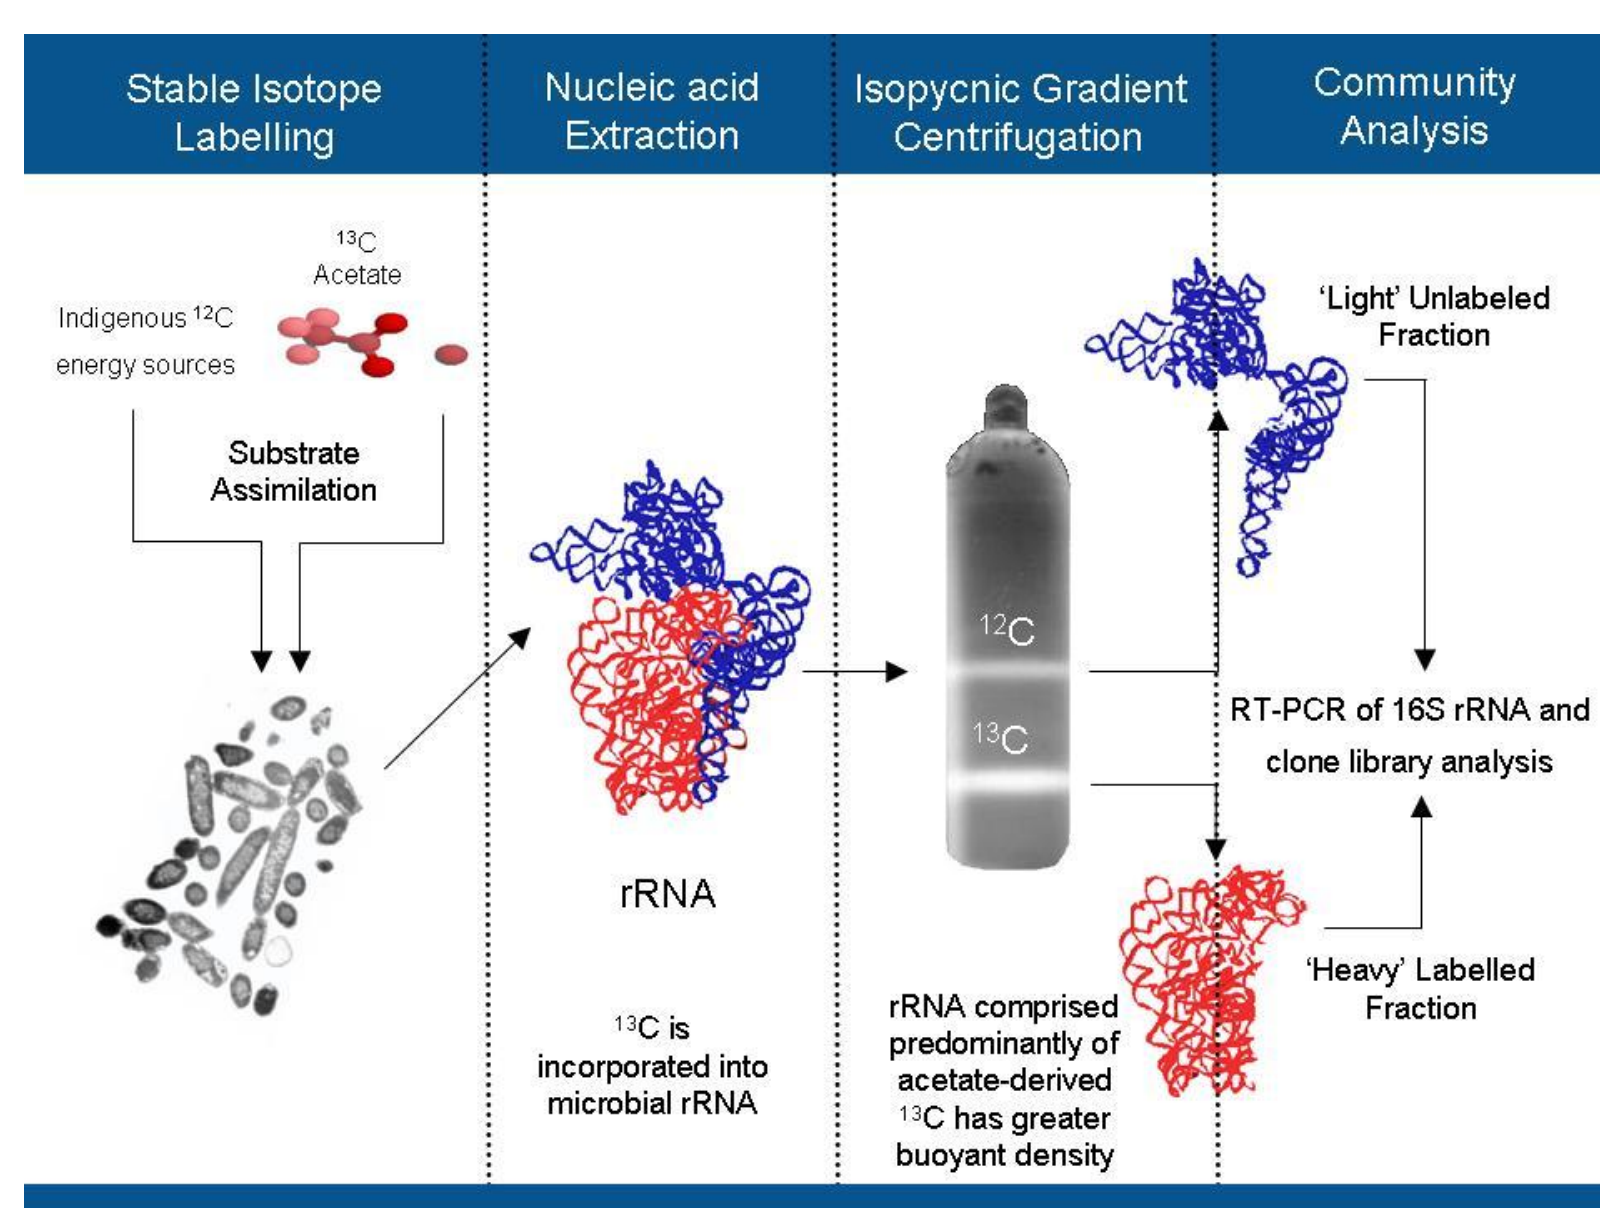 Stable Isotope
Labelling
Nucleic acid
Extraction
Isopycnic Gradient
Centrifugation
Community
Analysis
¹³C
Acetate
Indigenous ¹²C
energy sources
Substrate
Assimilation
rRNA
¹³C is
incorporated into
microbial rRNA
¹²C
¹³C
rRNA comprised
predominantly of
acetate-derived
¹³C has greater
buoyant density
‘Light’ Unlabeled
Fraction
RT-PCR of 16S rRNA and
clone library analysis
‘Heavy’ Labelled
Fraction